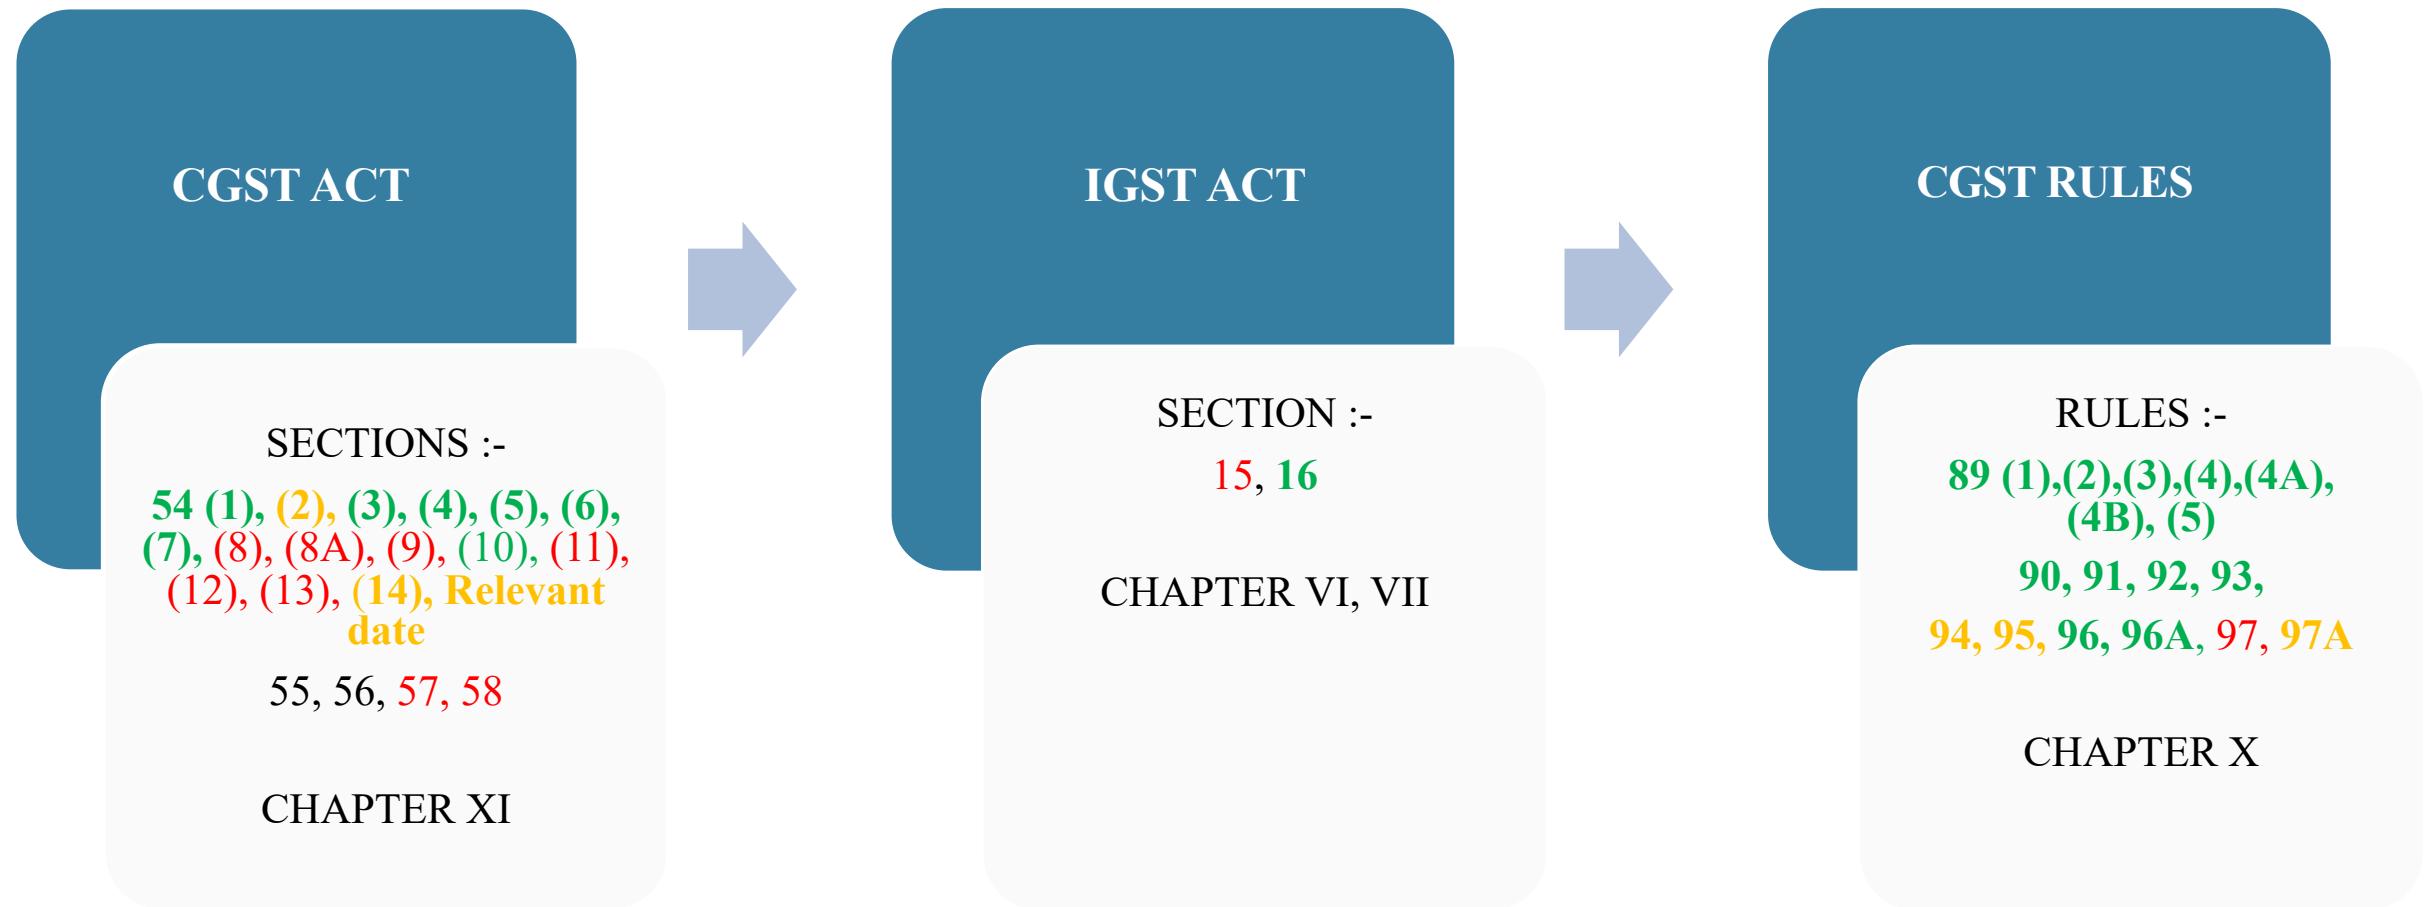 CGST ACT
SECTIONS :-
54 (1), (2), (3), (4), (5), (6),
(7), (8), (8A), (9), (10), (11),
(12), (13), (14), Relevant
date
55, 56, 57, 58
CHAPTER XI
IGST ACT
SECTION :-
15, 16
CHAPTER VI, VII
CGST RULES
RULES :-
89 (1),(2),(3),(4),(4A),
(4B), (5)
90, 91, 92, 93,
94, 95, 96, 96A, 97, 97A
CHAPTER X